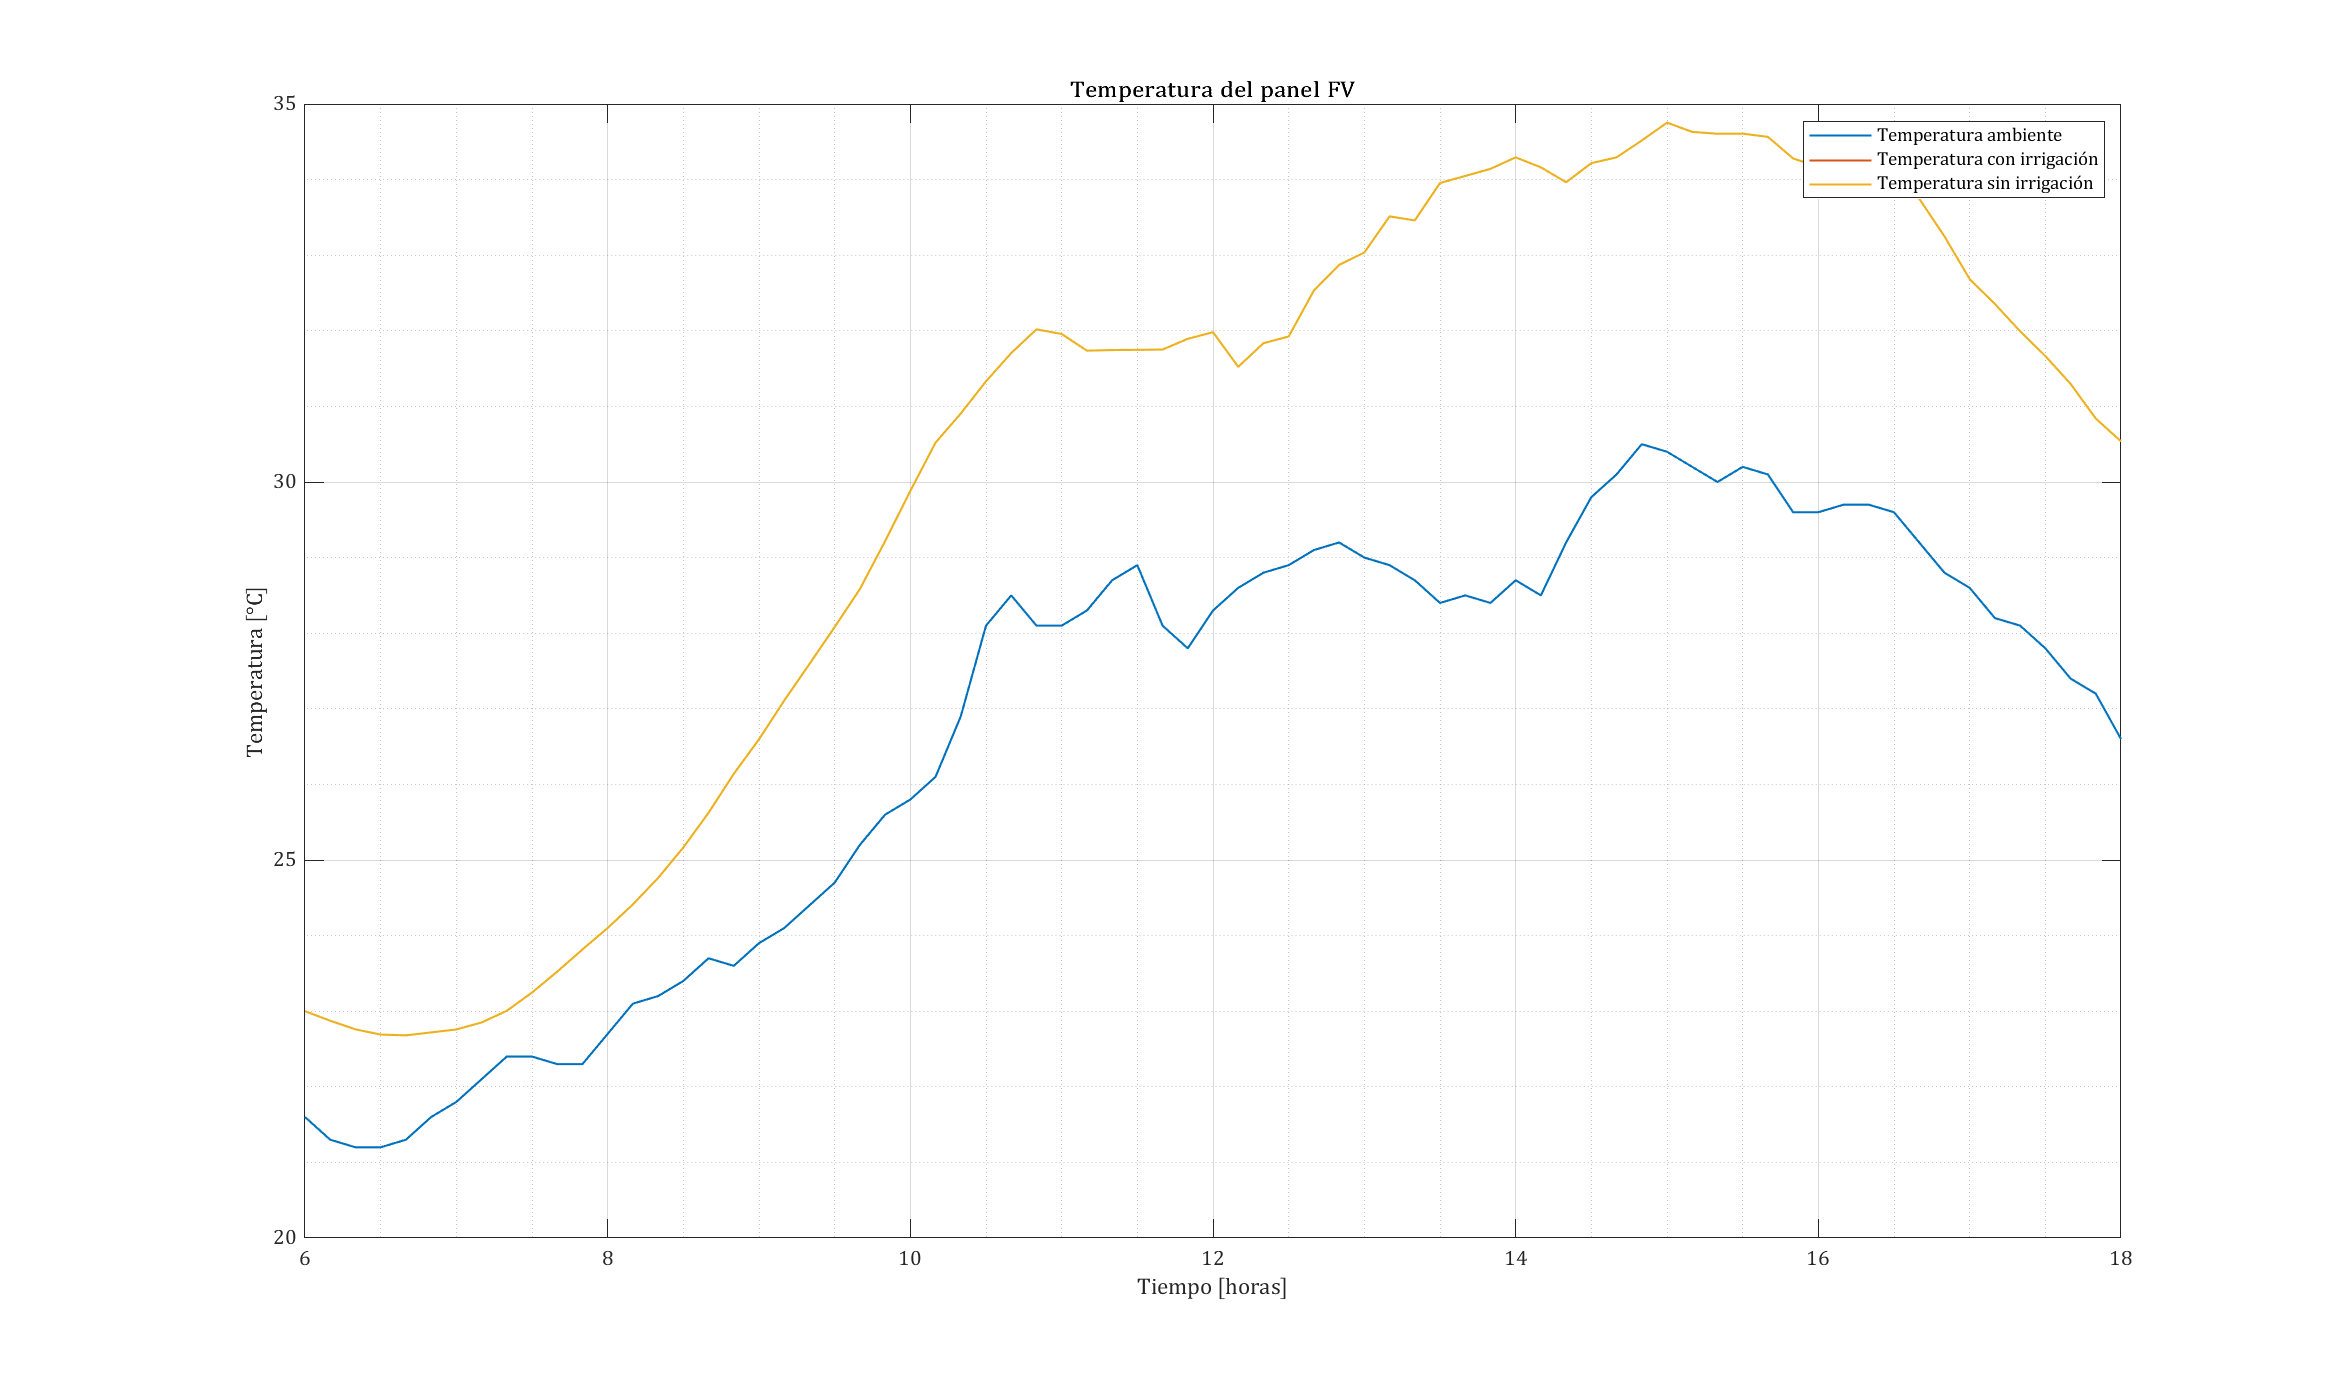 Temperatura del panel FV
35
Temperatura ambiente
Temperatura con irrigación
Temperatura sin irrigación
30
25
20
Temperatura [°C]
6 8 10 12 14 16 18
Tiempo [horas]